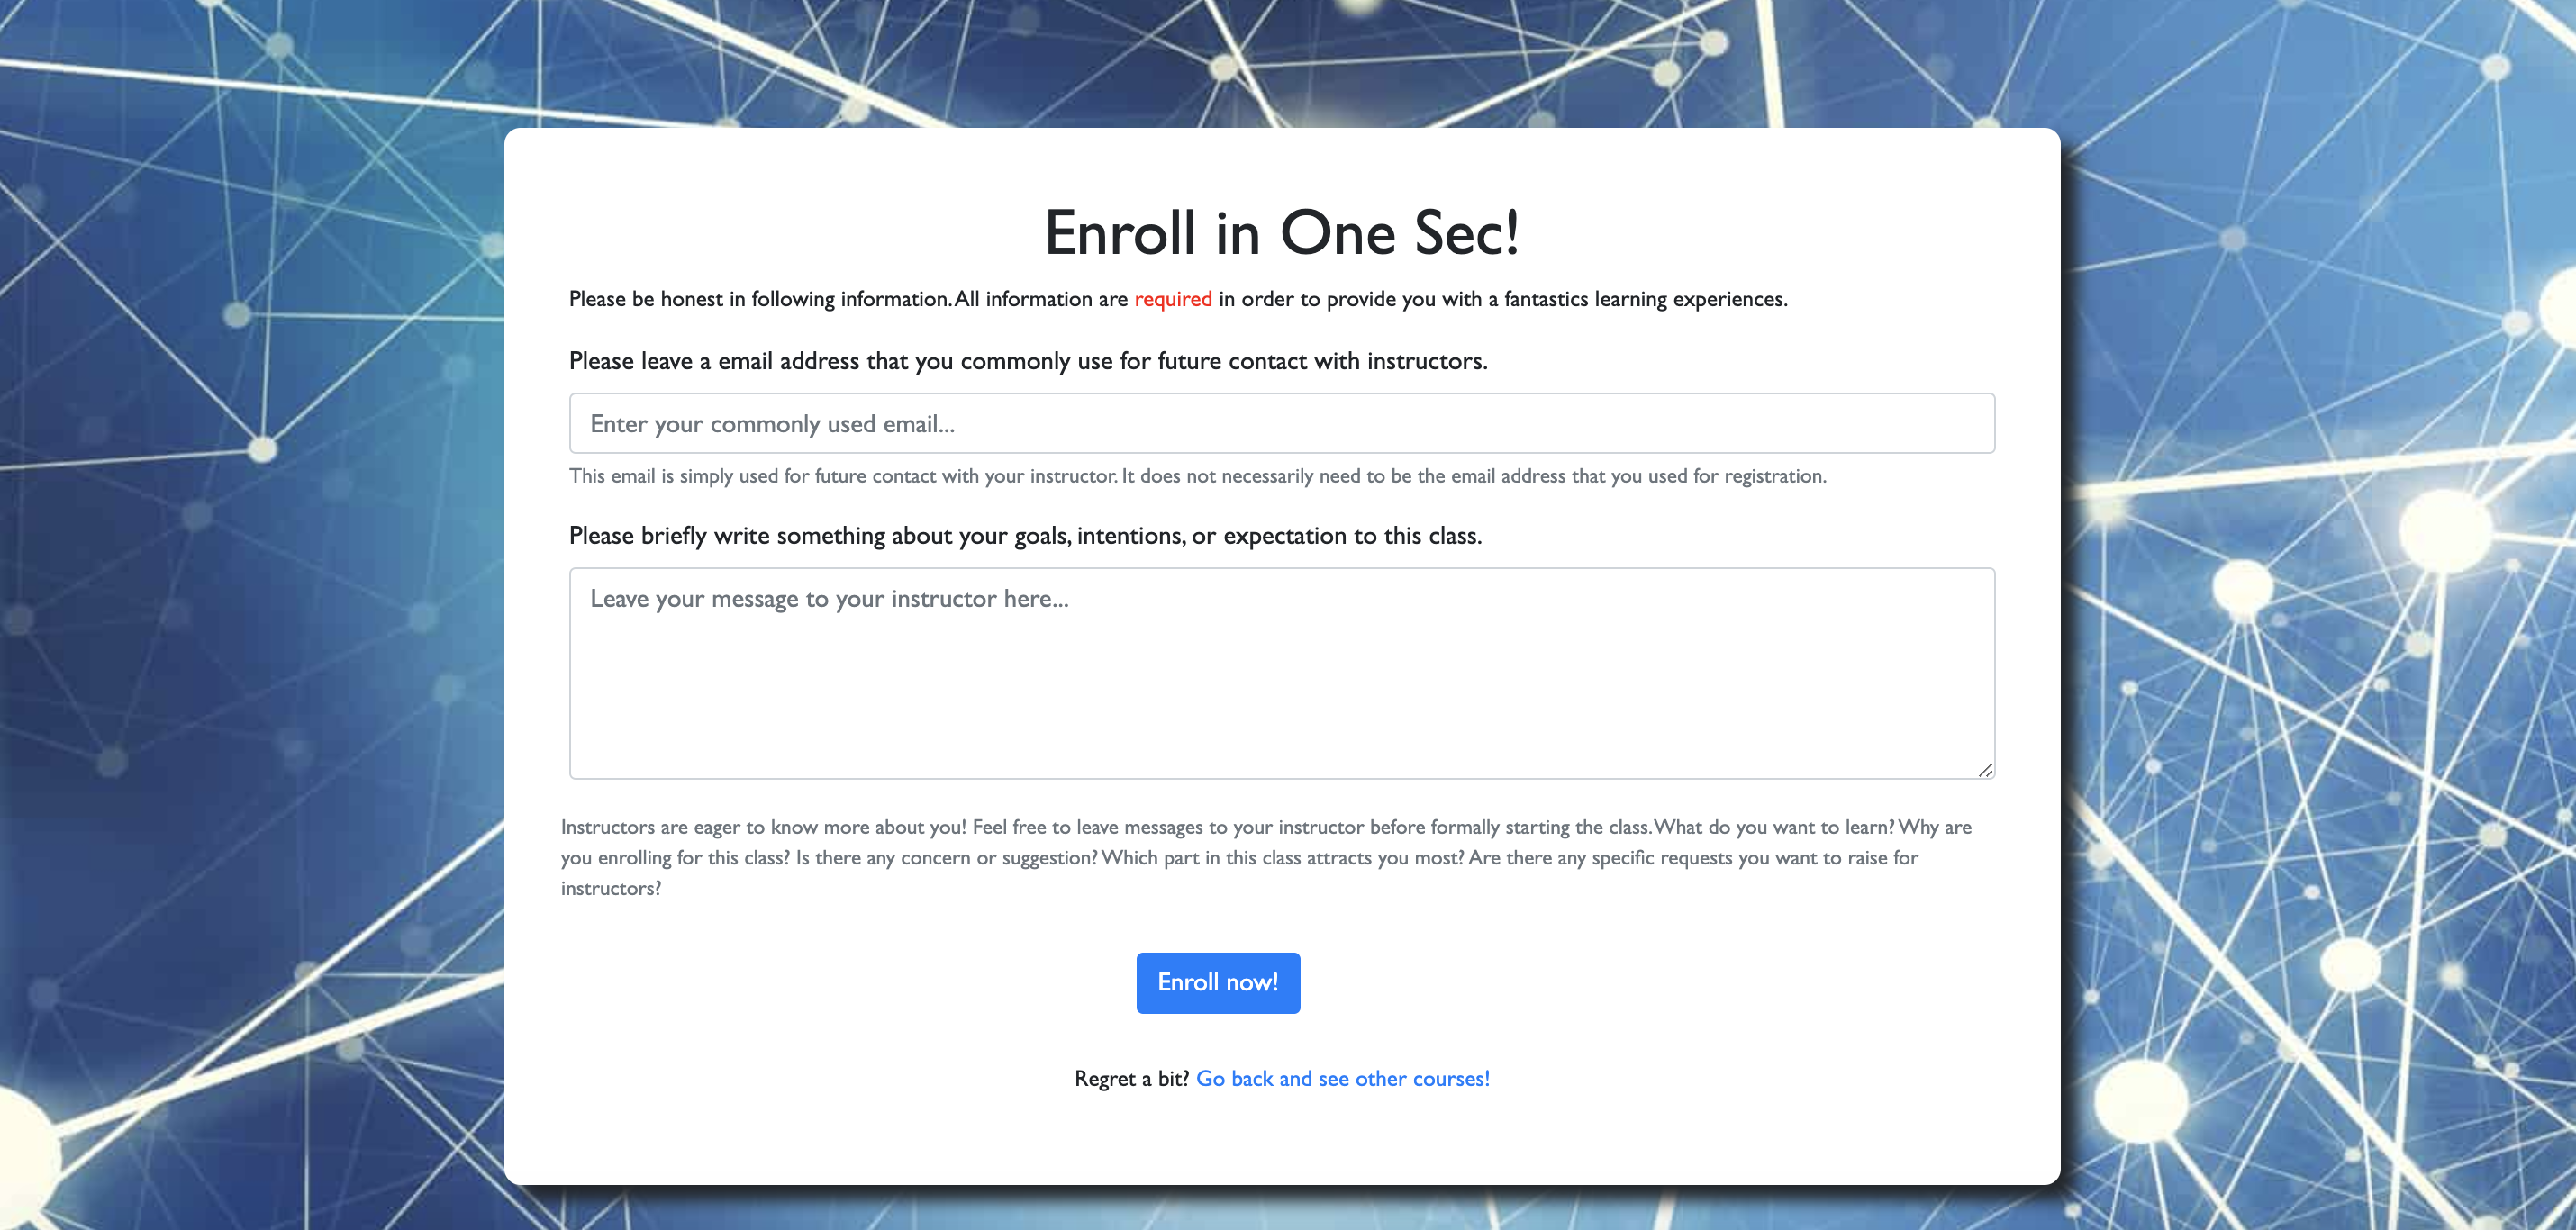 Enroll in One Sec!
Please be honest in following information. All information are required in order to provide you with a fantastics learning experiences.
Please leave a email address that you commonly use for future contact with instructors.
Enter your commonly used email...
This email is simply used for future contact with your instructor. It does not necessarily need to be the email address that you used for registration.
Please briefly write something about your goals, intentions, or expectation to this class.
Leave your message to your instructor here...
Instructors are eager to know more about you! Feel free to leave messages to your instructor before formally starting the class. What do you want to learn? Why are
you enrolling for this class? Is there any concern or suggestion? Which part in this class attracts you most? Are there any specific requests you want to raise for
instructors?
Enroll now!
Regret a bit? Go back and see other courses!